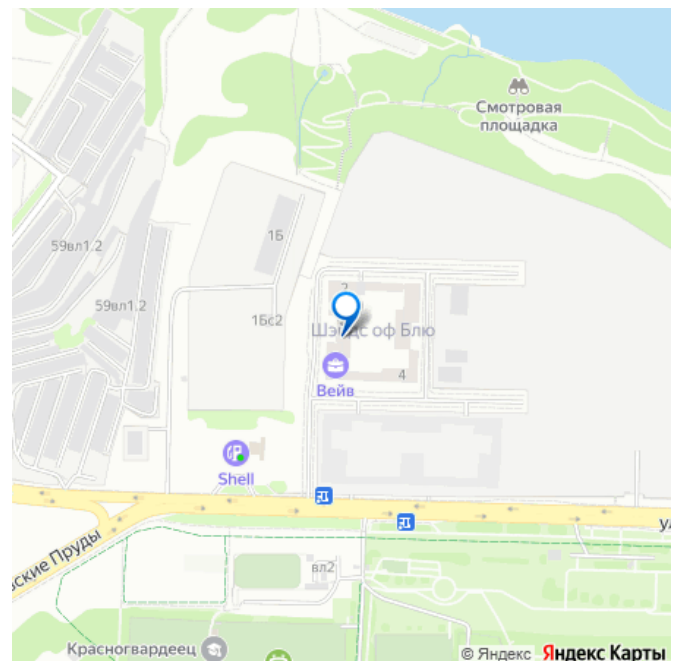 Смотровая
площадка
1Б
59вл1.2
59вл1.2
1Бс2
2
Шэйдс оф Блю
4
Вейв
Shell
ул
вские Пруды
вл2
Красногвардеец
© Яндекс Яндекс Карты